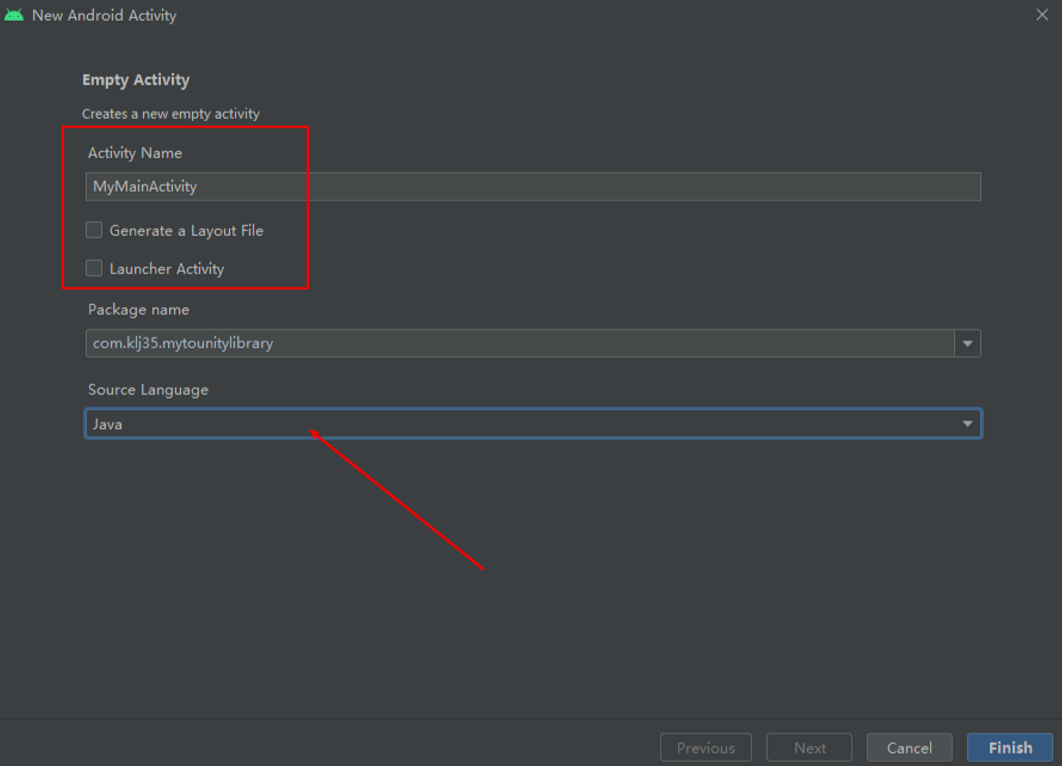 New Android Activity
Empty Activity
Creates a new empty activity
Activity Name
MyMainActivity
Generate a Layout File
Launcher Activity
Package name
com.klj35.mytounitylibrary
Source Language
Java
Previous
Next
Cancel
Finish